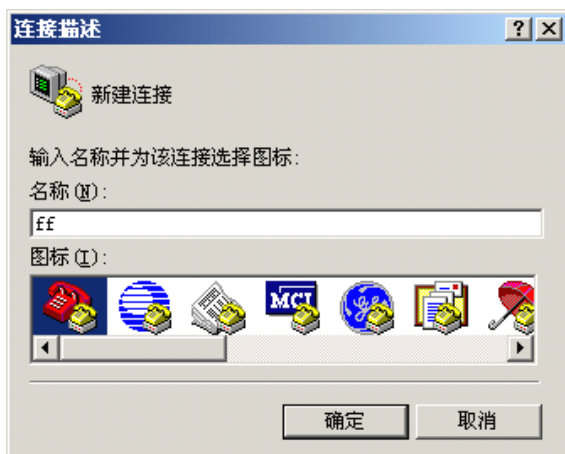 连接描述
新建连接
输入名称并为该连接选择图标:
名称(N):
ff
图标(I):
MCI
确定
取消